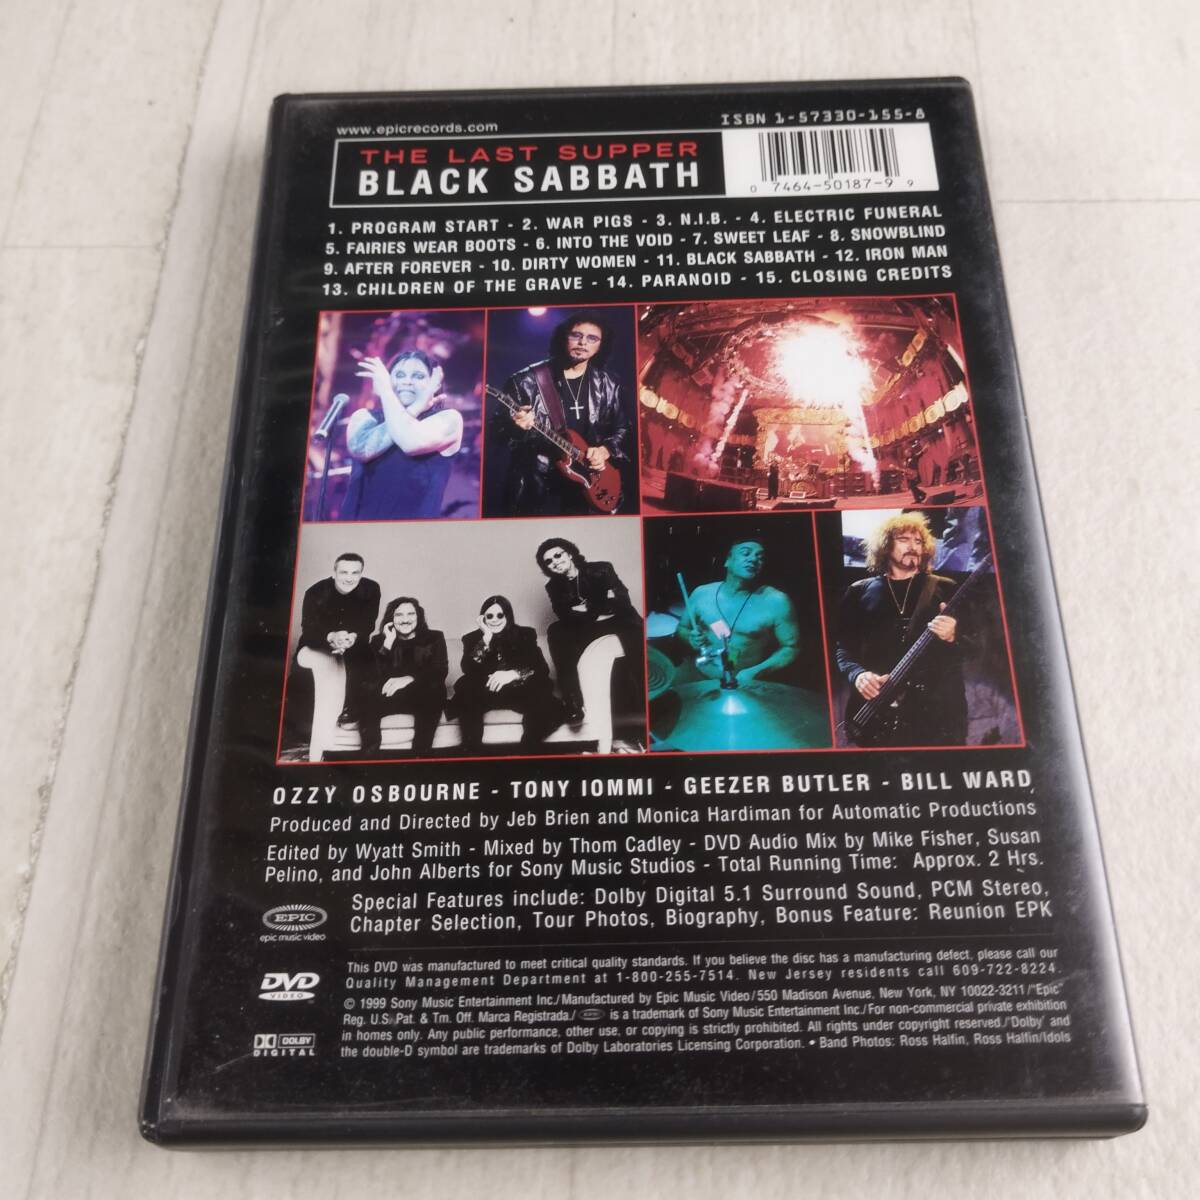 www.epicrecords.com
ISBN 1-57330-155-8
THE LAST SUPPER
BLACK SABBATH
0 7464-50187-9 9
1. PROGRAM START - 2. WAR PIGS - 3. N.I.B. - 4. ELECTRIC FUNERAL
5. FAIRIES WEAR BOOTS - 6. INTO THE VOID - 7. SWEET LEAF - 8. SNOWBLIND
9. AFTER FOREVER - 10. DIRTY WOMEN - 11. BLACK SABBATH - 12. IRON MAN
13. CHILDREN OF THE GRAVE - 14. PARANOID - 15. CLOSING CREDITS
OZZY OSBOURNE - TONY IOMMI - GEEZER BUTLER - BILL WARD
Produced and Directed by Jeb Brien and Monica Hardiman for Automatic Productions
Edited by Wyatt Smith - Mixed by Thom Cadley - DVD Audio Mix by Mike Fisher, Susan
Pelino, and John Alberts for Sony Music Studios - Total Running Time: Approx. 2 Hrs.
Special Features include: Dolby Digital 5.1 Surround Sound, PCM Stereo,
Chapter Selection, Tour Photos, Biography, Bonus Feature: Reunion EPK
EPIC
epic music video
DVD
VIDEO
DOLBY
DIGITAL
This DVD was manufactured to meet critical quality standards. If you believe the disc has a manufacturing defect, please call our
Quality Management Department at 1-800-255-7514. New Jersey residents call 609-722-8224.
© 1999 Sony Music Entertainment Inc./Manufactured by Epic Music Video/550 Madison Avenue, New York, NY 10022-3211/"Epic"
Reg. U.S. Pat. & Tm. Off. Marca Registrada./ EPIC is a trademark of Sony Music Entertainment Inc./For non-commercial private exhibition
in homes only. Any public performance, other use, or copying is strictly prohibited. All rights under copyright reserved./'Dolby' and
the double-D symbol are trademarks of Dolby Laboratories Licensing Corporation. • Band Photos: Ross Halfin, Ross Halfin/Idols